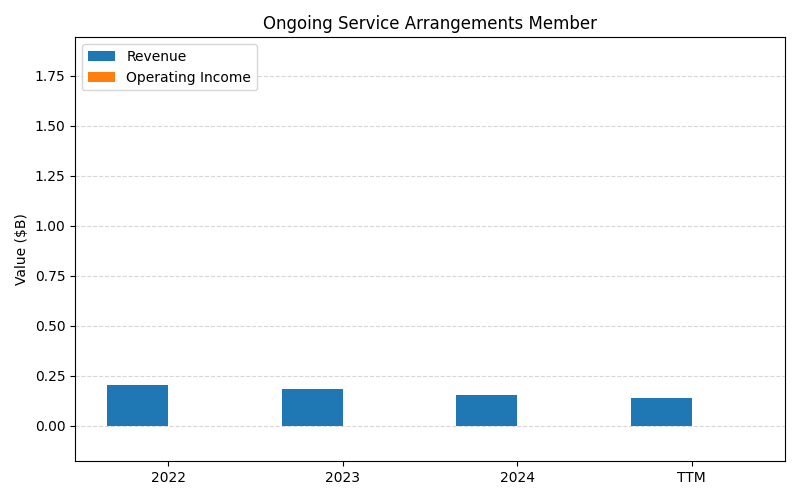 Ongoing Service Arrangements Member
Revenue
Operating Income
Value ($B)
1.75
1.50
1.25
1.00
0.75
0.50
0.25
0.00
2022 2023 2024 TTM